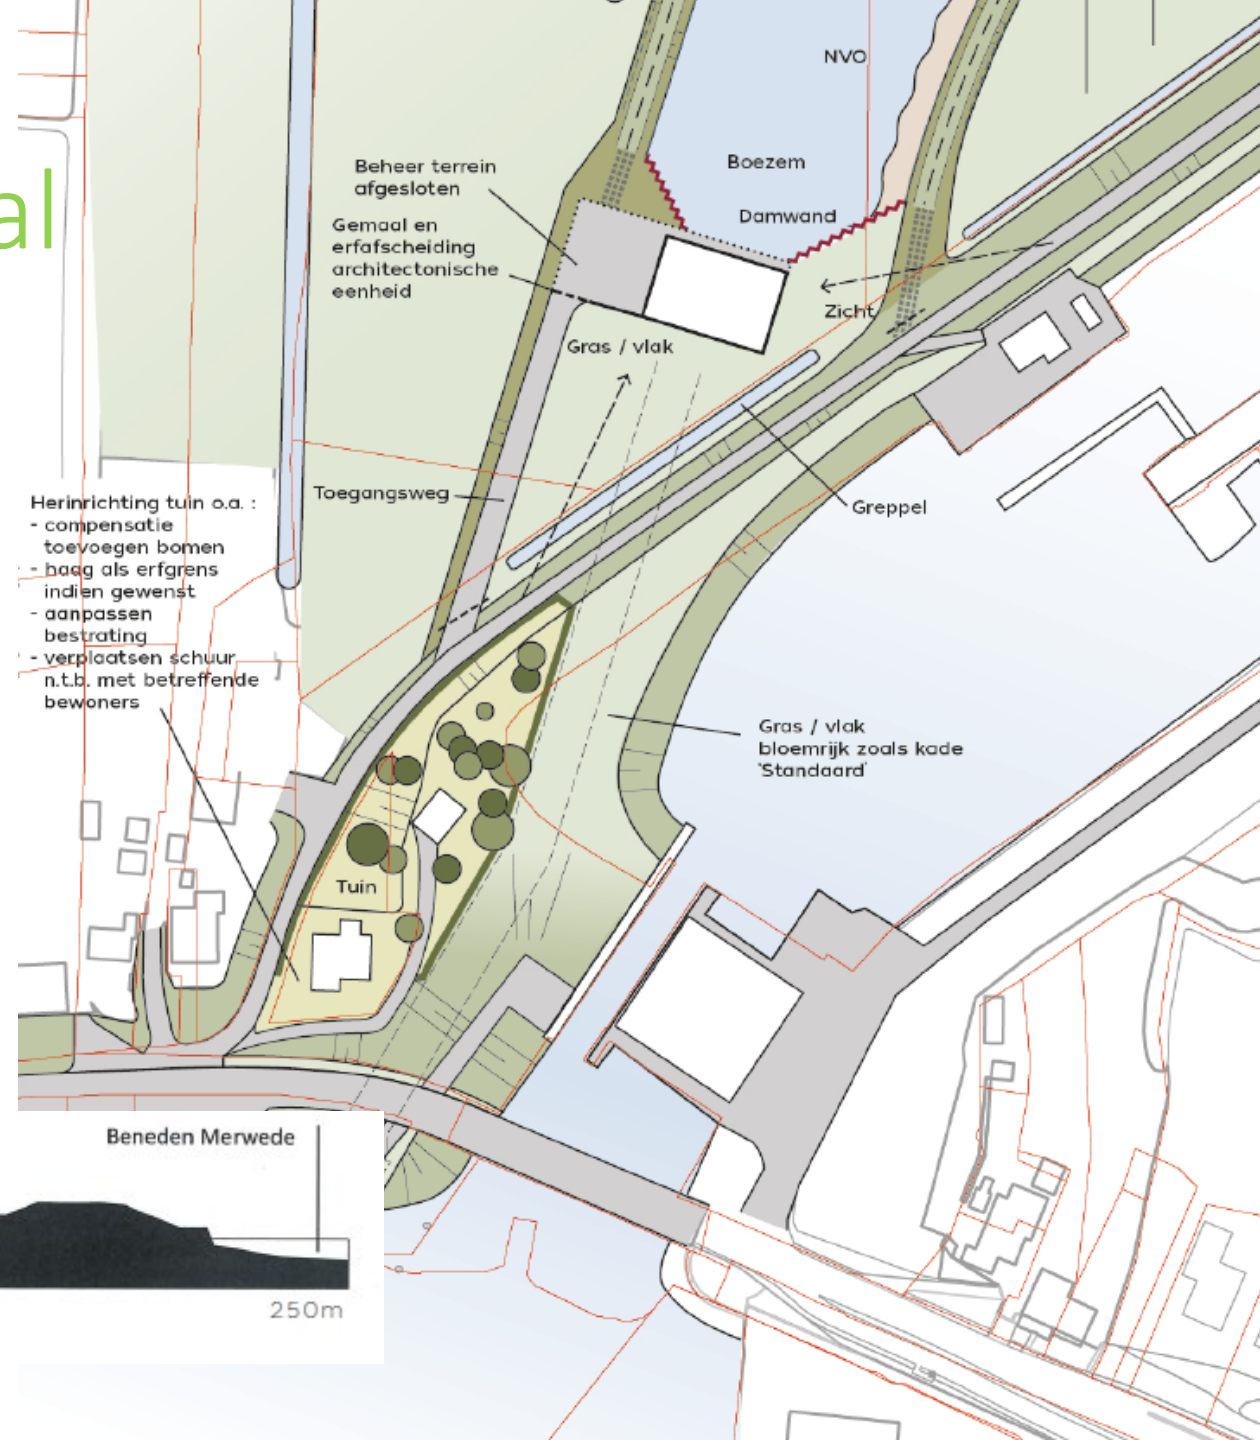 al
NVO
Boezem
Damwand
Beheer terrein
afgesloten
Gemaal en
erfafscheiding
architectonische
eenheid
Zicht
Gras / vlak
Toegangsweg
Greppel
Herinrichting tuin o.a. :
- compensatie
toevoegen bomen
- haag als erfgrens
indien gewenst
- aanpassen
bestrating
- verplaatsen schuur
n.t.b. met betreffende
bewoners
Gras / vlak
bloemrijk zoals kade
'Standaard'
Tuin
Beneden Merwede
250m